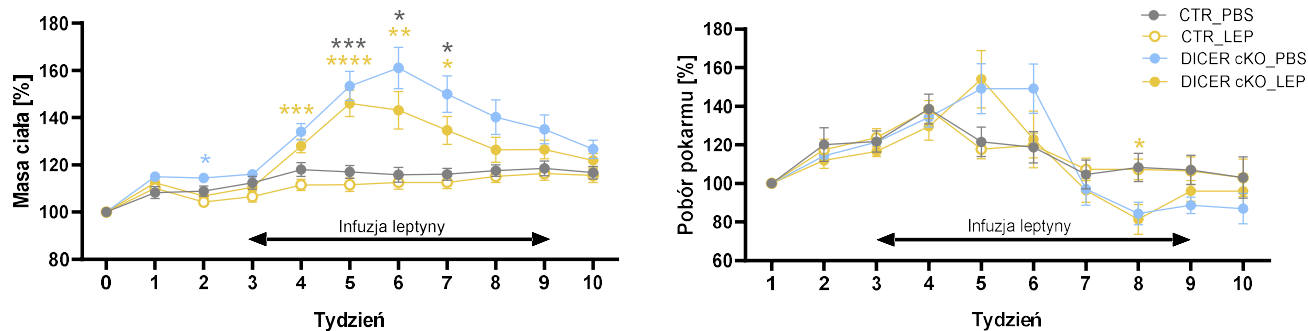 Masa ciała [%]
180
160
140
120
100
80
*
***
***
****
*
**
*
*
Infuzja leptyny
0 1 2 3 4 5 6 7 8 9 10
Tydzień
Pobór pokarmu [%]
180
160
140
120
100
80
60
*
Infuzja leptyny
1 2 3 4 5 6 7 8 9 10
Tydzień
CTR_PBS
CTR_LEP
DICER cKO_PBS
DICER cKO_LEP